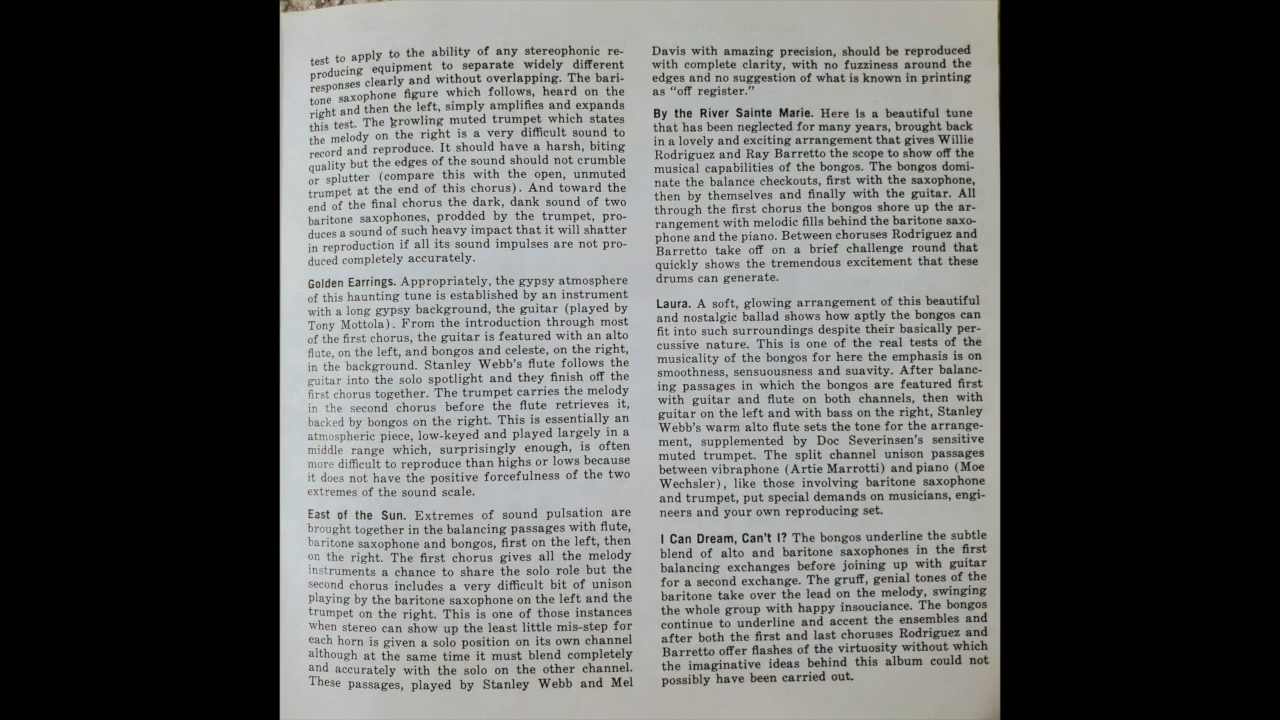 test to apply to the ability of any stereophonic re-
producing equipment to separate widely different
responses clearly and without overlapping. The bari-
tone saxophone figure which follows, heard on the
right and then the left, simply amplifies and expands
this test. The growling muted trumpet which states
the melody on the right is a very difficult sound to
record and reproduce. It should have a harsh, biting
quality but the edges of the sound should not crumble
or splutter (compare this with the open, unmuted
trumpet at the end of this chorus). And toward the
end of the final chorus the dark, dank sound of two
baritone saxophones, prodded by the trumpet, pro-
duces a sound of such heavy impact that it will shatter
in reproduction if all its sound impulses are not pro-
duced completely accurately.
Golden Earrings. Appropriately, the gypsy atmosphere
of this haunting tune is established by an instrument
with a long gypsy background, the guitar (played by
Tony Mottola). From the introduction through most
of the first chorus, the guitar is featured with an alto
flute, on the left, and bongos and celeste, on the right,
in the background. Stanley Webb's flute follows the
guitar into the solo spotlight and they finish off the
first chorus together. The trumpet carries the melody
in the second chorus before the flute retrieves it,
backed by bongos on the right. This is essentially an
atmospheric piece, low-keyed and played largely in a
middle range which, surprisingly enough, is often
more difficult to reproduce than highs or lows because
it does not have the positive forcefulness of the two
extremes of the sound scale.
East of the Sun. Extremes of sound pulsation are
brought together in the balancing passages with flute,
baritone saxophone and bongos, first on the left, then
on the right. The first chorus gives all the melody
instruments a chance to share the solo role but the
second chorus includes a very difficult bit of unison
playing by the baritone saxophone on the left and the
trumpet on the right. This is one of those instances
when stereo can show up the least little mis-step for
each horn is given a solo position on its own channel
although at the same time it must blend completely
and accurately with the solo on the other channel.
These passages, played by Stanley Webb and Mel
Davis with amazing precision, should be reproduced
with complete clarity, with no fuzziness around the
edges and no suggestion of what is known in printing
as "off register."
By the River Sainte Marie. Here is a beautiful tune
that has been neglected for many years, brought back
in a lovely and exciting arrangement that gives Willie
Rodriguez and Ray Barretto the scope to show off the
musical capabilities of the bongos. The bongos domi-
nate the balance checkouts, first with the saxophone,
then by themselves and finally with the guitar. All
through the first chorus the bongos shore up the ar-
rangement with melodic fills behind the baritone saxo-
phone and the piano. Between choruses Rodriguez and
Barretto take off on a brief challenge round that
quickly shows the tremendous excitement that these
drums can generate.
Laura. A soft, glowing arrangement of this beautiful
and nostalgic ballad shows how aptly the bongos can
fit into such surroundings despite their basically per-
cussive nature. This is one of the real tests of the
musicality of the bongos for here the emphasis is on
smoothness, sensuousness and suavity. After balanc-
ing passages in which the bongos are featured first
with guitar and flute on both channels, then with
guitar on the left and with bass on the right, Stanley
Webb's warm alto flute sets the tone for the arrange-
ment, supplemented by Doc Severinsen's sensitive
muted trumpet. The split channel unison passages
between vibraphone (Artie Marrotti) and piano (Moe
Wechsler), like those involving baritone saxophone
and trumpet, put special demands on musicians, engi-
neers and your own reproducing set.
I Can Dream, Can't I? The bongos underline the subtle
blend of alto and baritone saxophones in the first
balancing exchanges before joining up with guitar
for a second exchange. The gruff, genial tones of the
baritone take over the lead on the melody, swinging
the whole group with happy insouciance. The bongos
continue to underline and accent the ensembles and
after both the first and last choruses Rodriguez and
Barretto offer flashes of the virtuosity without which
the imaginative ideas behind this album could not
possibly have been carried out.